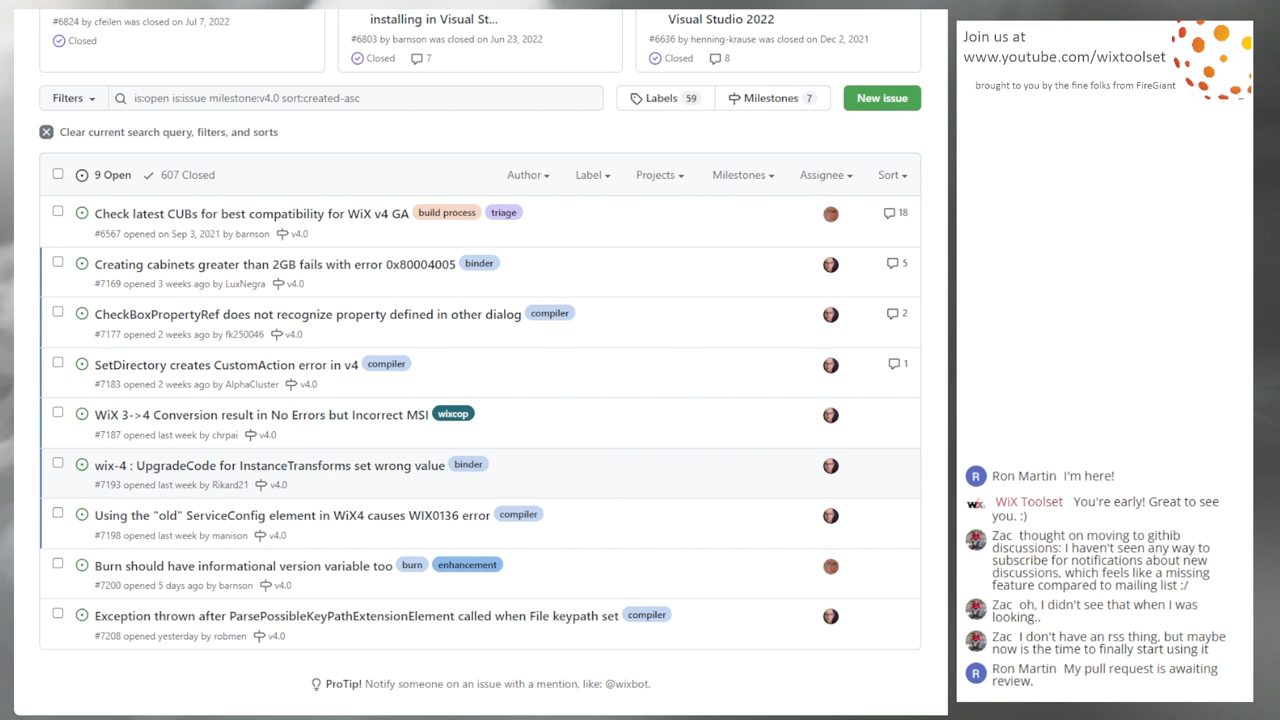 #6824 by cfeilen was closed on Jul 7, 2022
Closed
installing in Visual St...
#6803 by barnson was closed on Jun 23, 2022
Closed 7
Visual Studio 2022
#6636 by henning-krause was closed on Dec 2, 2021
Closed 8
Filters
is:open is:issue milestone:v4.0 sort:created-asc
Labels 59
Milestones 7
New issue
Clear current search query, filters, and sorts
9 Open 607 Closed
Author Label Projects Milestones Assignee Sort
Check latest CUBs for best compatibility for WiX v4 GA build process triage 18
#6567 opened on Sep 3, 2021 by barnson v4.0
Creating cabinets greater than 2GB fails with error 0x80004005 binder 5
#7169 opened 3 weeks ago by LuxNegra v4.0
CheckBoxPropertyRef does not recognize property defined in other dialog compiler 2
#7177 opened 2 weeks ago by fk250046 v4.0
SetDirectory creates CustomAction error in v4 compiler 1
#7183 opened 2 weeks ago by AlphaCluster v4.0
WiX 3->4 Conversion result in No Errors but Incorrect MSI wixcop
#7187 opened last week by chrpai v4.0
wix-4 : UpgradeCode for InstanceTransforms set wrong value binder
#7193 opened last week by Rikard21 v4.0
Using the "old" ServiceConfig element in WiX4 causes WIX0136 error compiler
#7198 opened last week by manison v4.0
Burn should have informational version variable too burn enhancement
#7200 opened 5 days ago by barnson v4.0
Exception thrown after ParsePossibleKeyPathExtensionElement called when File keypath set compiler
#7208 opened yesterday by robmen v4.0
ProTip! Notify someone on an issue with a mention, like: @wixbot.
Join us at
www.youtube.com/wixtoolset
brought to you by the fine folks from FireGiant
R Ron Martin I'm here!
WiX WiX Toolset You're early! Great to see
you. :)
Zac thought on moving to githib
discussions: I haven't seen any way to
subscribe for notifications about new
discussions, which feels like a missing
feature compared to mailing list :/
Zac oh, I didn't see that when I was
looking..
Zac I don't have an rss thing, but maybe
now is the time to finally start using it
R Ron Martin My pull request is awaiting
review.